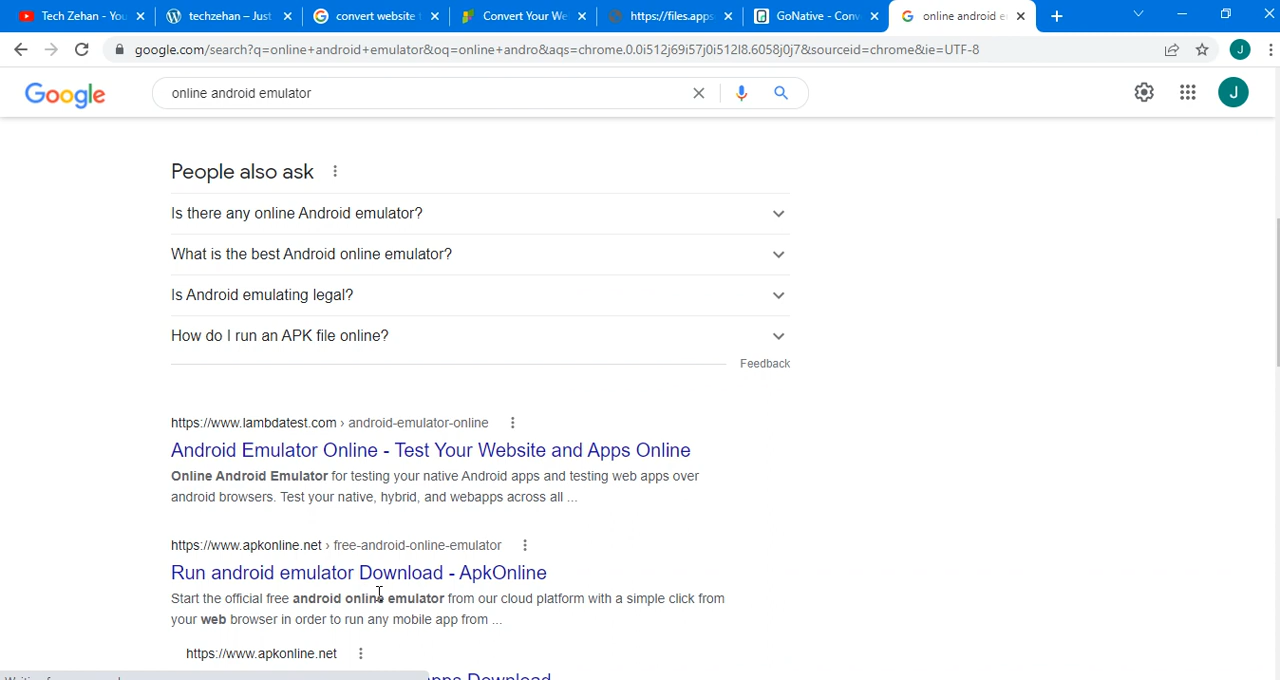 Tech Zehan - You
techzehan – Just
convert website
Convert Your We
https://files.apps
GoNative - Conv
online android e
google.com/search?q=online+android+emulator&oq=online+andro&aqs=chrome.0.0i512j69i57j0i512l8.6058j0j7&sourceid=chrome&ie=UTF-8
J
Google
online android emulator
J
People also ask
Is there any online Android emulator?
What is the best Android online emulator?
Is Android emulating legal?
How do I run an APK file online?
Feedback
https://www.lambdatest.com › android-emulator-online
Android Emulator Online - Test Your Website and Apps Online
Online Android Emulator for testing your native Android apps and testing web apps over
android browsers. Test your native, hybrid, and webapps across all ...
https://www.apkonline.net › free-android-online-emulator
Run android emulator Download - ApkOnline
Start the official free android online emulator from our cloud platform with a simple click from
your web browser in order to run any mobile app from ...
https://www.apkonline.net
Download